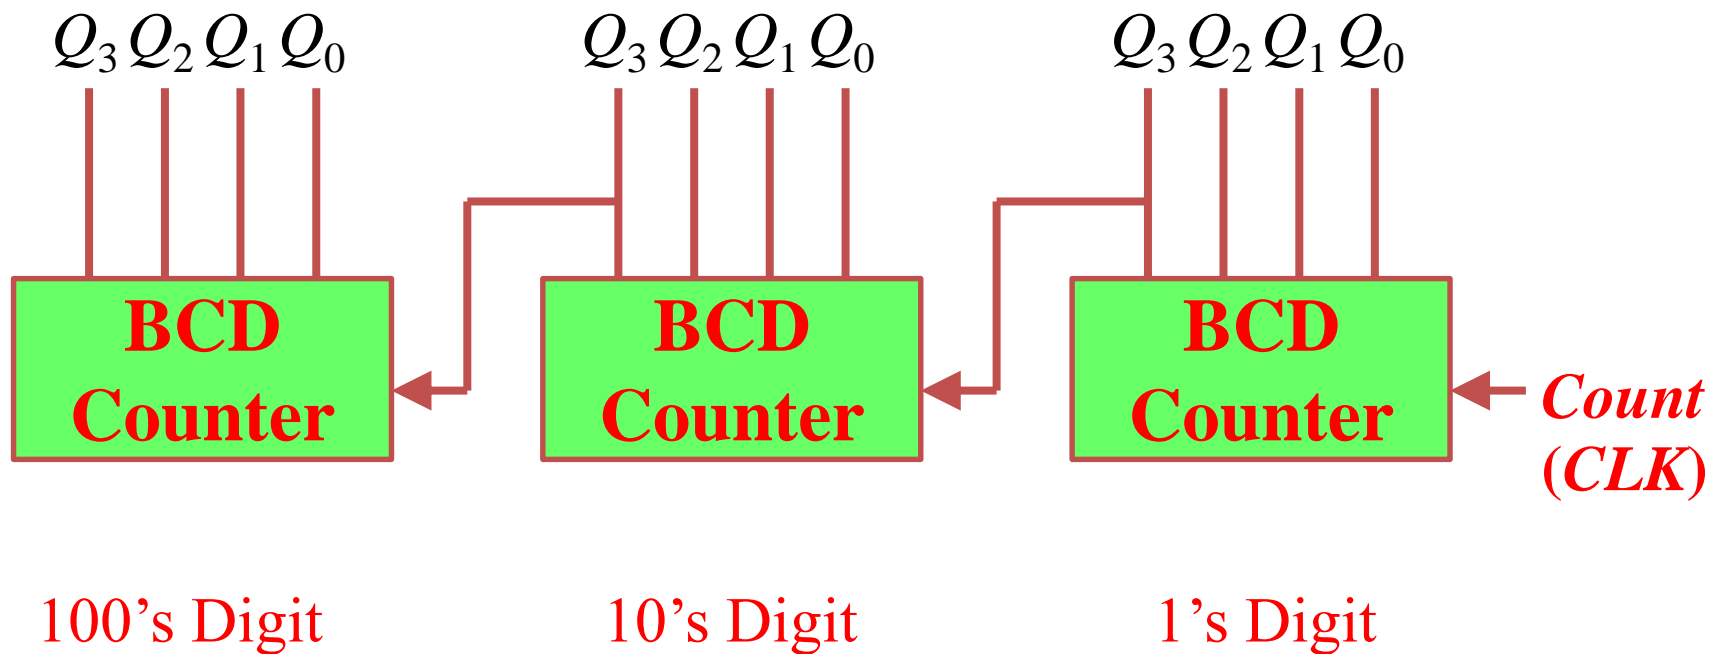 Q3 Q2 Q1 Q0 Q3 Q2 Q1 Q0 Q3 Q2 Q1 Q0
BCD Counter
BCD Counter
BCD Counter
Count
(CLK)
100’s Digit 10’s Digit 1’s Digit